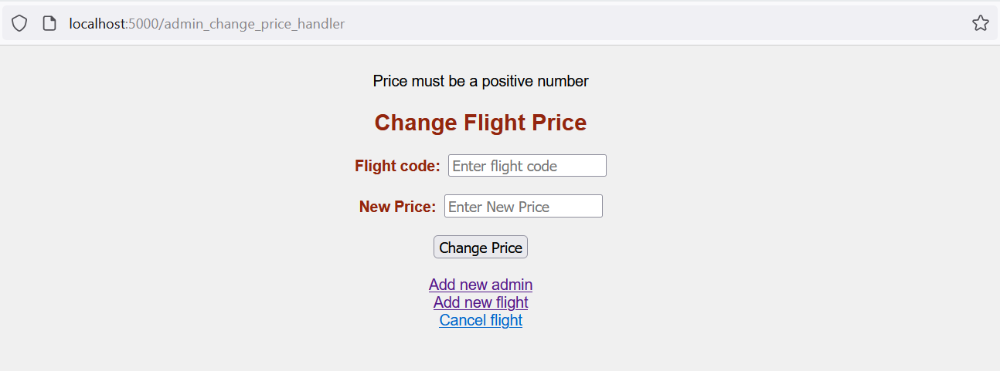 localhost:5000/admin_change_price_handler
Price must be a positive number
Change Flight Price
Flight code: Enter flight code
New Price: Enter New Price
Change Price
Add new admin
Add new flight
Cancel flight